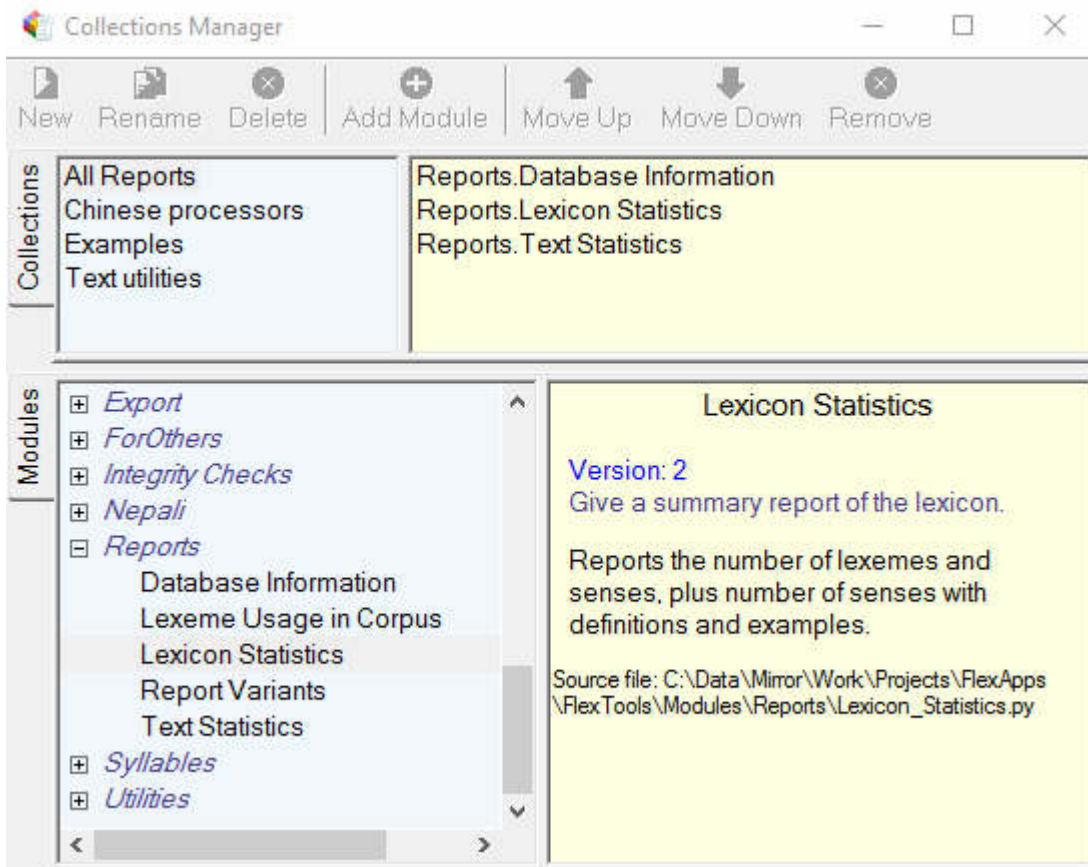 Collections Manager
New Rename Delete Add Module Move Up Move Down Remove
Collections
All Reports
Chinese processors
Examples
Text utilities
Reports.Database Information
Reports.Lexicon Statistics
Reports.Text Statistics
Modules
Export
ForOthers
Integrity Checks
Nepali
Reports
Database Information
Lexeme Usage in Corpus
Lexicon Statistics
Report Variants
Text Statistics
Syllables
Utilities
Lexicon Statistics
Version: 2
Give a summary report of the lexicon.
Reports the number of lexemes and
senses, plus number of senses with
definitions and examples.
Source file: C:\Data\Mirror\Work\Projects\FlexApps
\FlexTools\Modules\Reports\Lexicon_Statistics.py